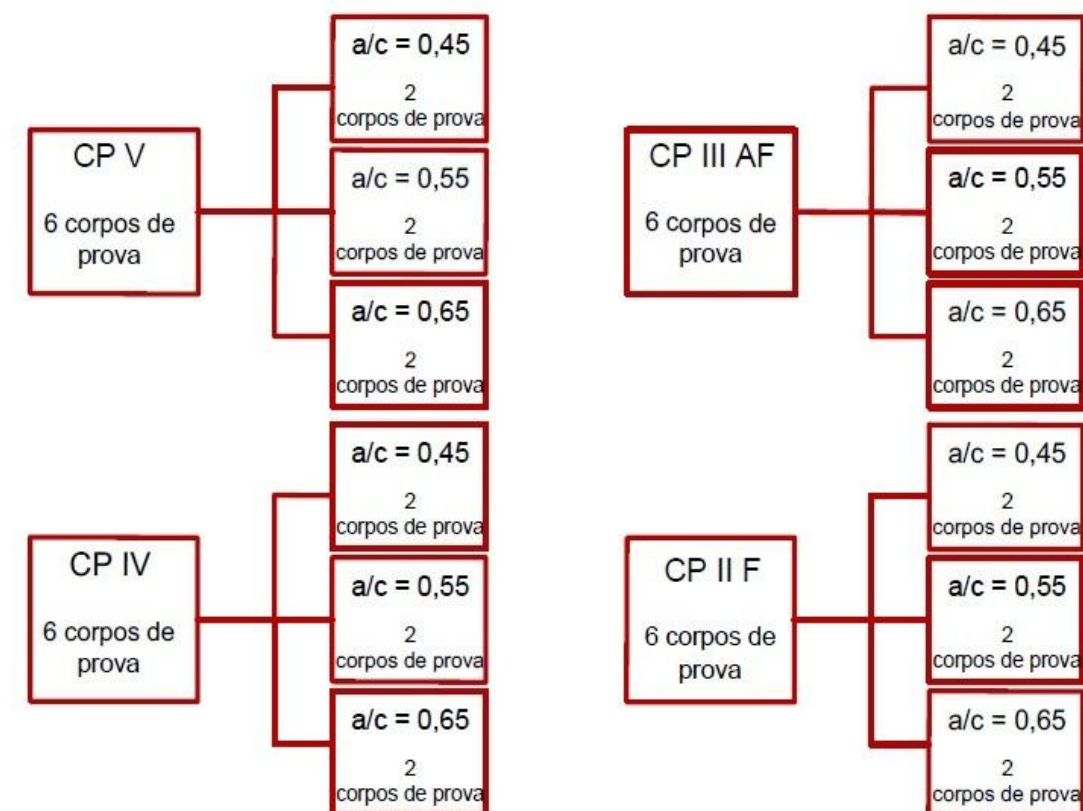 CP V
6 corpos de
prova
a/c = 0,45
2
corpos de prova
a/c = 0,55
2
corpos de prova
a/c = 0,65
2
corpos de prova
CP III AF
6 corpos de
prova
a/c = 0,45
2
corpos de prova
a/c = 0,55
2
corpos de prova
a/c = 0,65
2
corpos de prova
CP IV
6 corpos de
prova
a/c = 0,45
2
corpos de prova
a/c = 0,55
2
corpos de prova
a/c = 0,65
2
corpos de prova
CP II F
6 corpos de
prova
a/c = 0,45
2
corpos de prova
a/c = 0,55
2
corpos de prova
a/c = 0,65
2
corpos de prova